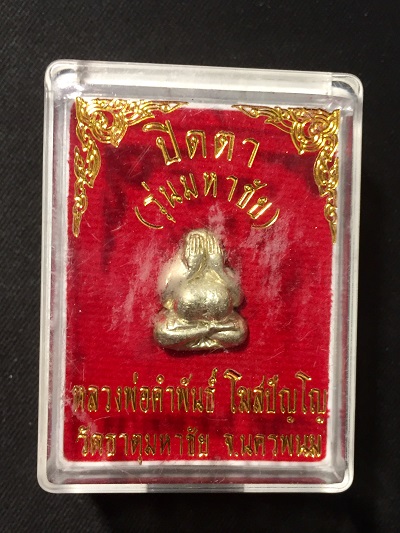 ปิดตา
(รุ่นมหาชัย)
หลวงพ่อคำพันธ์ โฆสปัญโญ
วัดธาตุมหาชัย จ.นครพนม